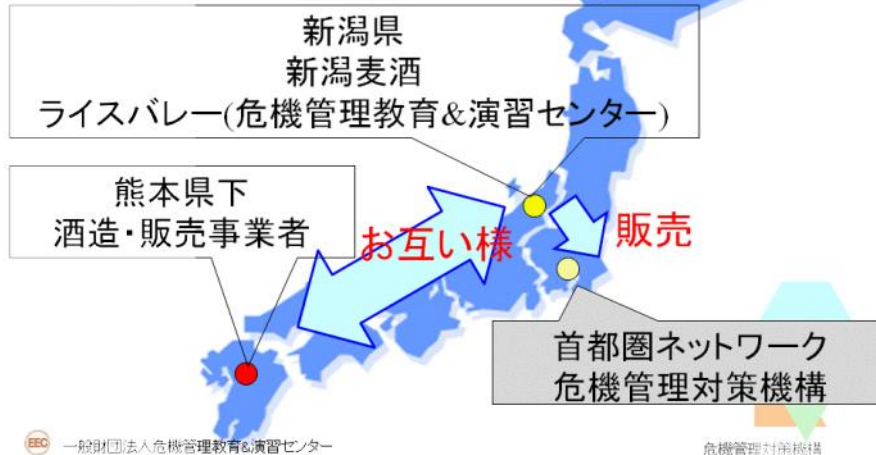 新潟県
新潟麦酒
ライスバレー(危機管理教育&演習センター)
熊本県下
酒造・販売事業者
お互い様
販売
首都圏ネットワーク
危機管理対策機構
EEC 一般財団法人危機管理教育&演習センター
危機管理対策機構